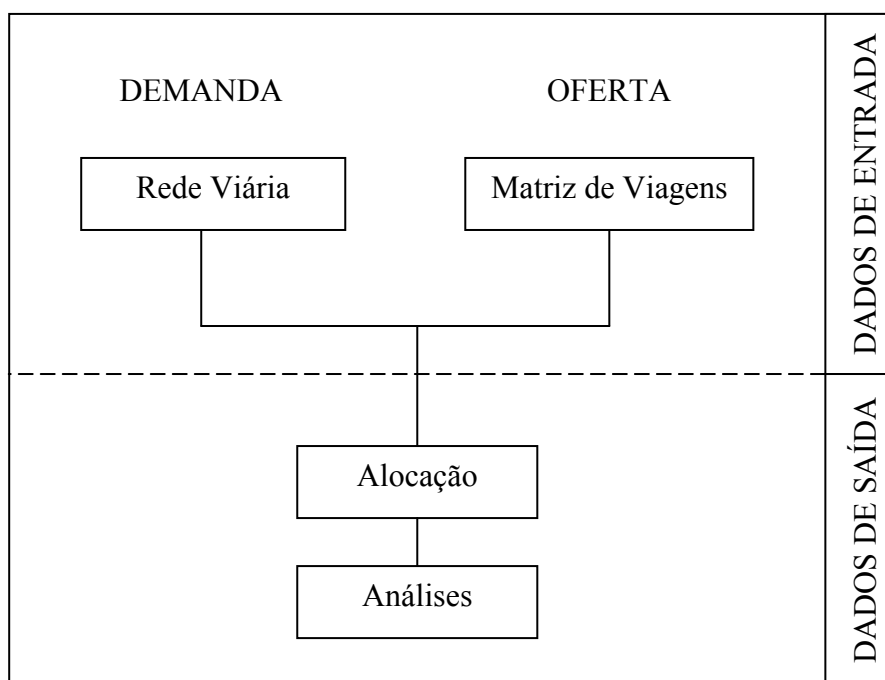 DEMANDA
OFERTA
Rede Viária
Matriz de Viagens
DADOS DE ENTRADA
Alocação
Análises
DADOS DE SAÍDA